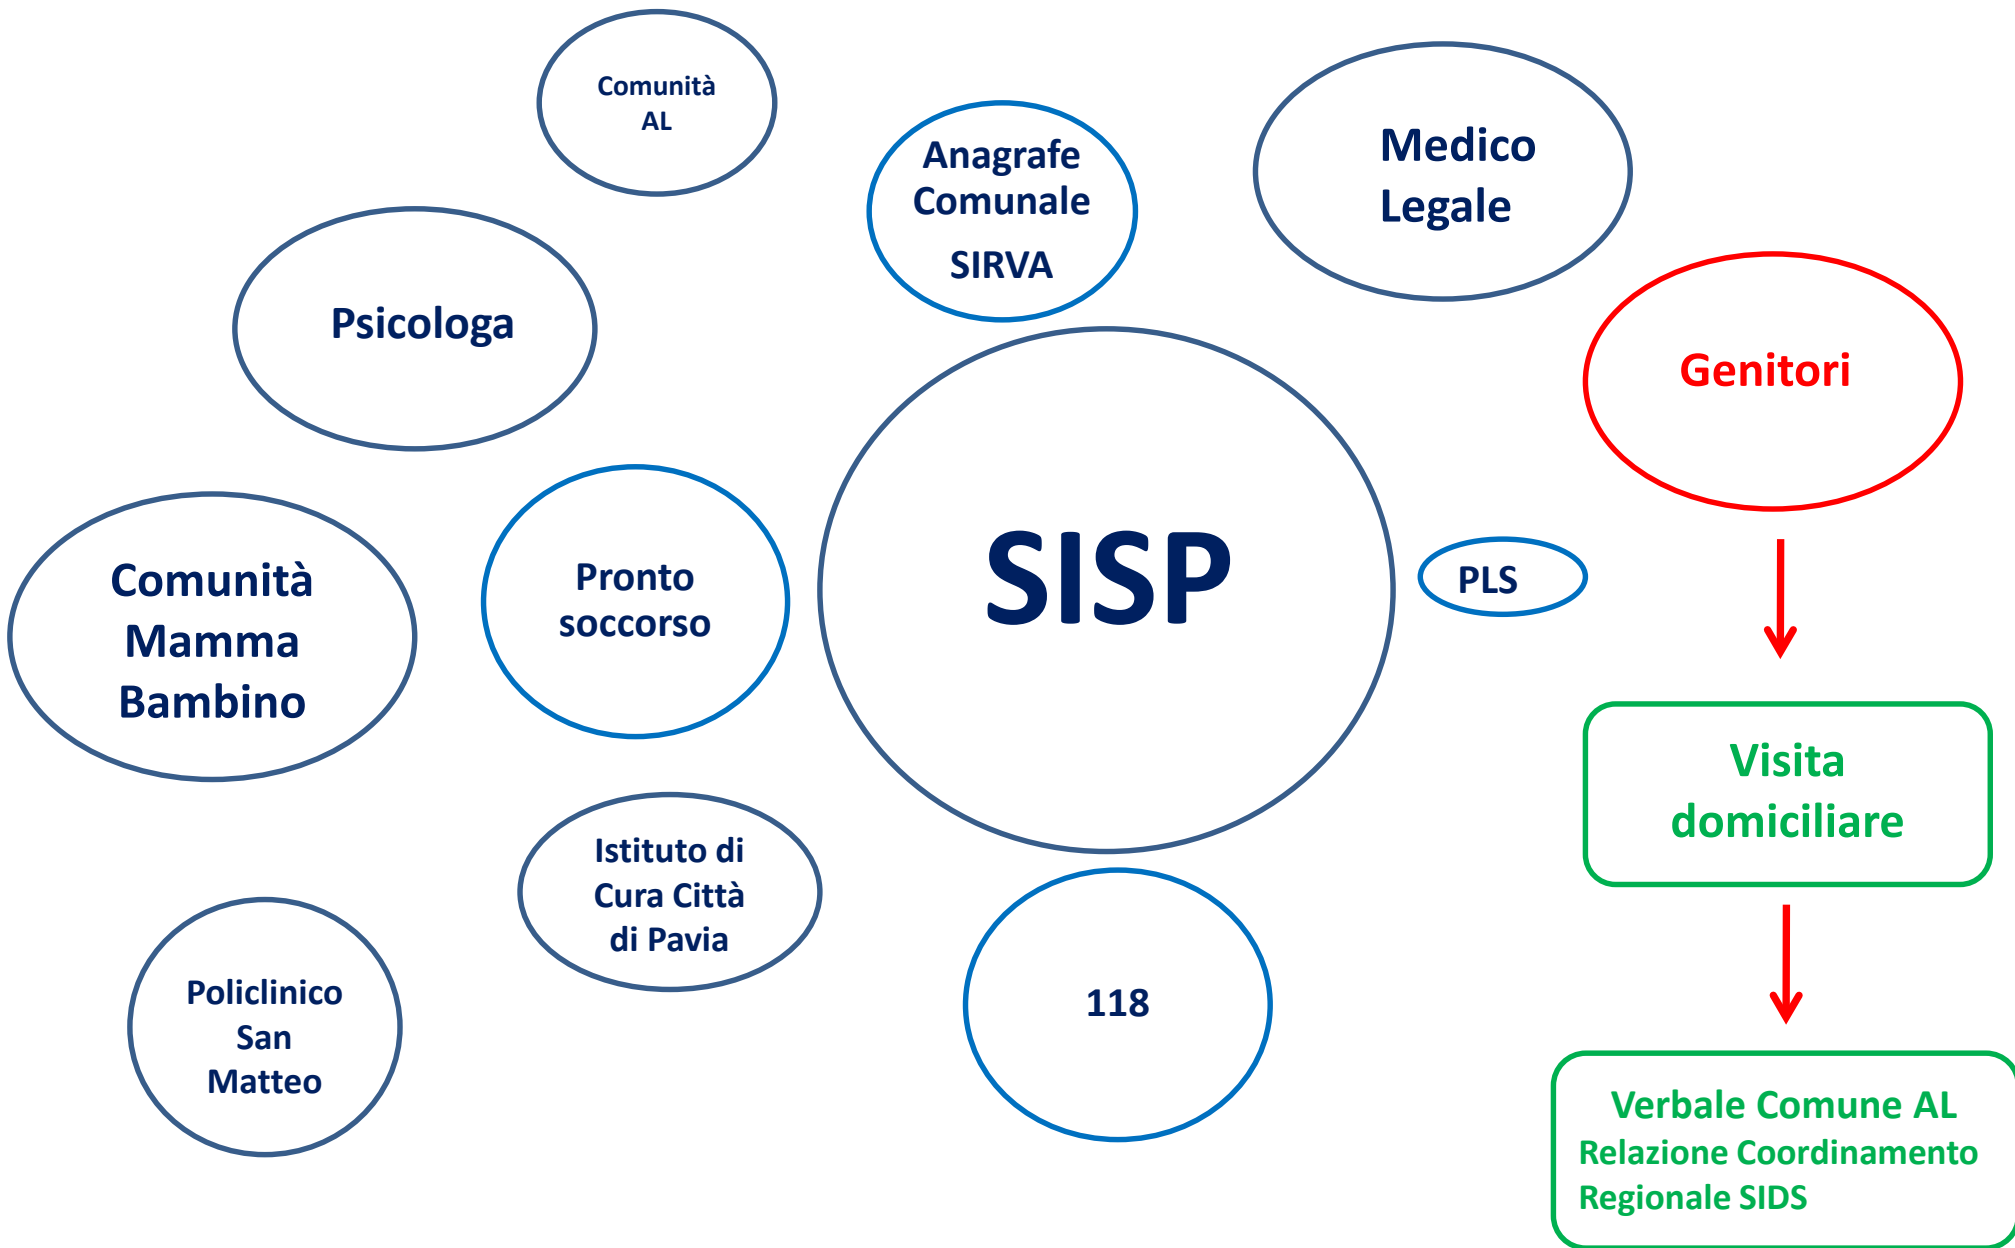 Comunità
AL
Anagrafe
Comunale
SIRVA
Medico
Legale
Psicologa
Genitori
Comunità
Mamma
Bambino
Pronto
soccorso
SISP
PLS
Visita
domiciliare
Istituto di
Cura Città
di Pavia
Policlinico
San
Matteo
118
Verbale Comune AL
Relazione Coordinamento
Regionale SIDS